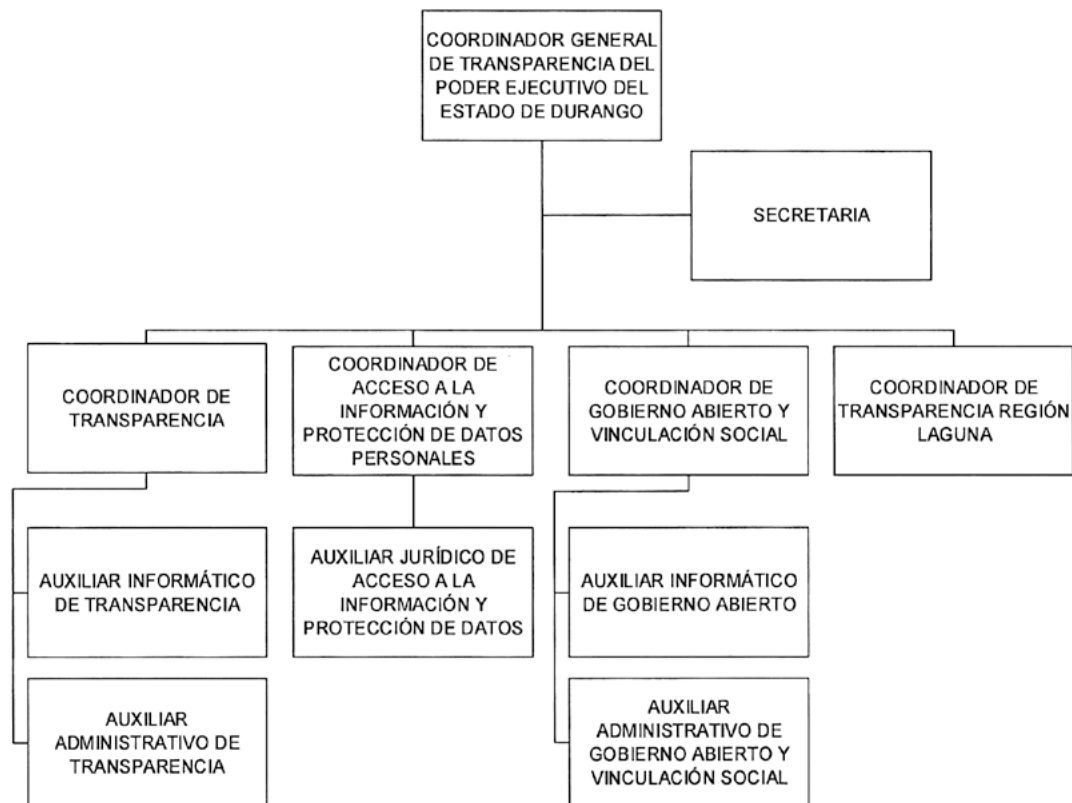 COORDINADOR GENERAL
DE TRANSPARENCIA DEL
PODER EJECUTIVO DEL
ESTADO DE DURANGO
SECRETARIA
COORDINADOR DE
TRANSPARENCIA
COORDINADOR DE
ACCESO A LA
INFORMACIÓN Y
PROTECCIÓN DE DATOS
PERSONALES
COORDINADOR DE
GOBIERNO ABIERTO Y
VINCULACIÓN SOCIAL
COORDINADOR DE
TRANSPARENCIA REGIÓN
LAGUNA
AUXILIAR INFORMÁTICO
DE TRANSPARENCIA
AUXILIAR JURÍDICO DE
ACCESO A LA
INFORMACIÓN Y
PROTECCIÓN DE DATOS
AUXILIAR INFORMÁTICO
DE GOBIERNO ABIERTO
AUXILIAR
ADMINISTRATIVO DE
TRANSPARENCIA
AUXILIAR
ADMINISTRATIVO DE
GOBIERNO ABIERTO Y
VINCULACIÓN SOCIAL